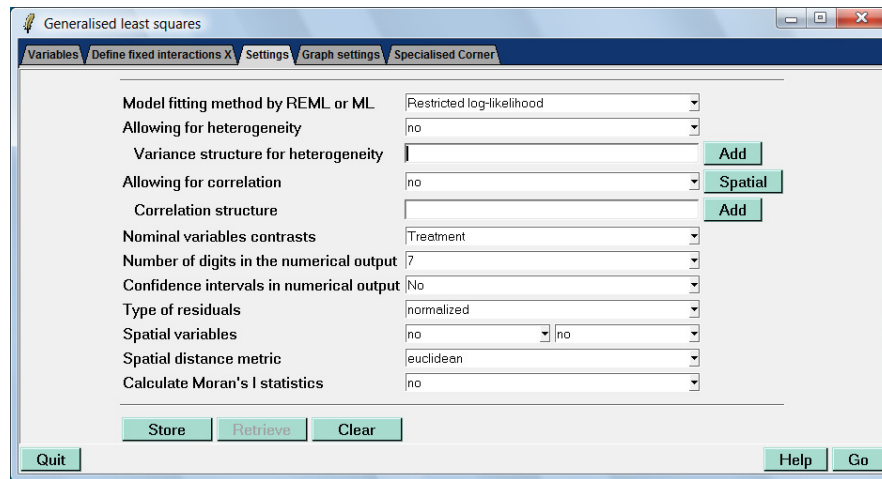 Generalised least squares
Variables Define fixed interactions X Settings Graph settings Specialised Corner
Model fitting method by REML or ML Restricted log-likelihood
Allowing for heterogeneity no
Variance structure for heterogeneity Add
Allowing for correlation no Spatial
Correlation structure Add
Nominal variables contrasts Treatment
Number of digits in the numerical output 7
Confidence intervals in numerical output No
Type of residuals normalized
Spatial variables no no
Spatial distance metric euclidean
Calculate Moran's I statistics no
Store Retrieve Clear
Quit Help Go